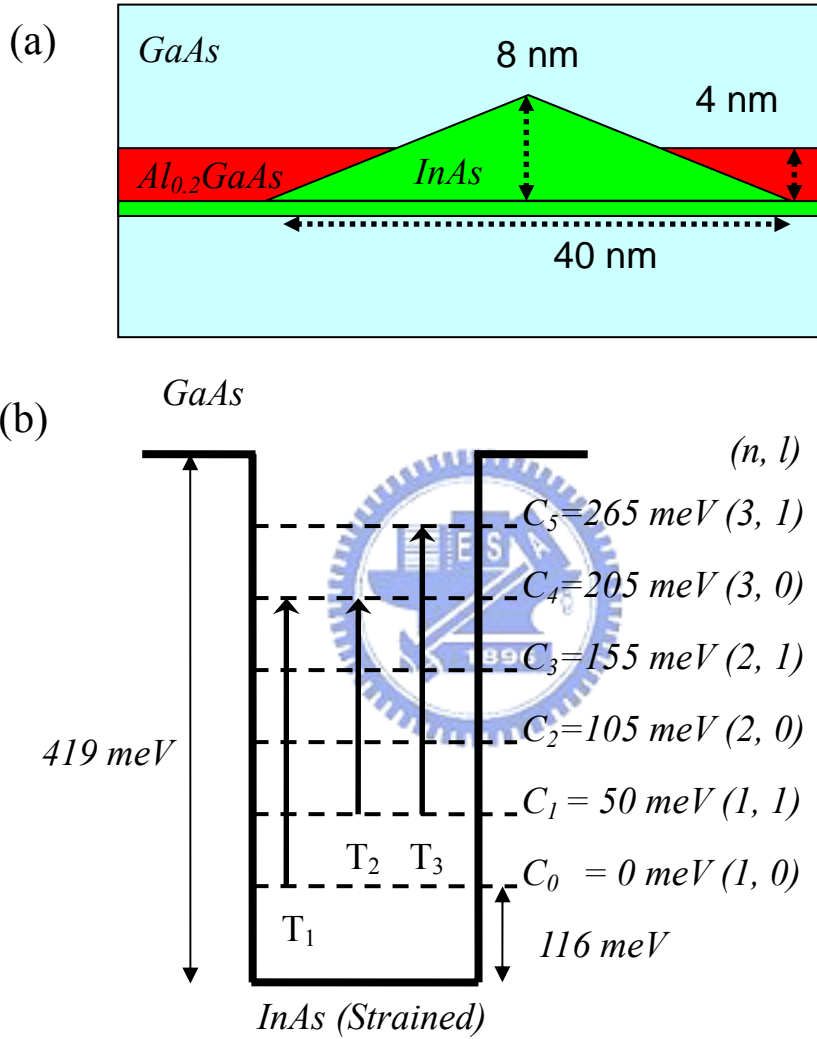 (a)
GaAs
8 nm
4 nm
Al0.2GaAs
InAs
40 nm
(b)
GaAs
(n, l)
C5=265 meV (3, 1)
C4=205 meV (3, 0)
C3=155 meV (2, 1)
C2=105 meV (2, 0)
C1 = 50 meV (1, 1)
C0 = 0 meV (1, 0)
419 meV
T1
T2
T3
116 meV
InAs (Strained)
E S A
1896